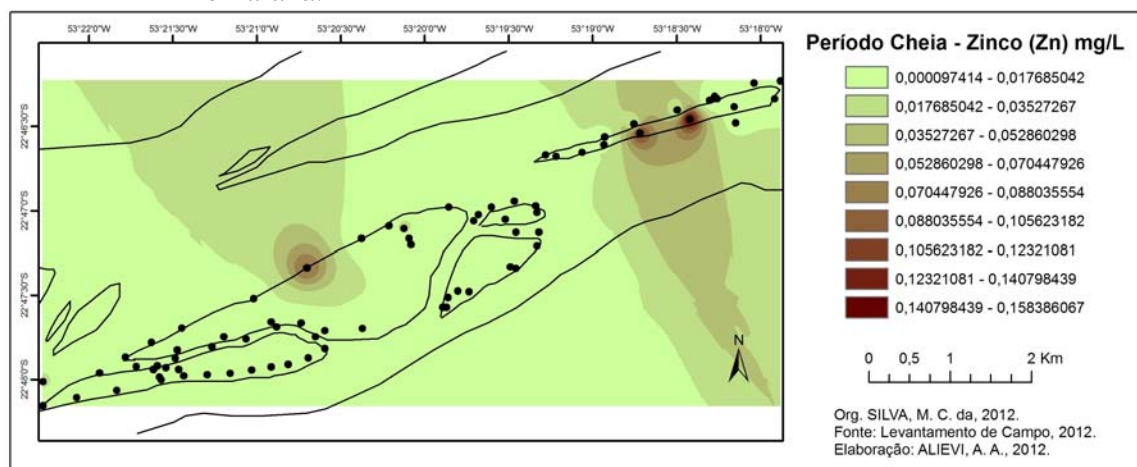 53°22'0"W 53°21'30"W 53°21'0"W 53°20'30"W 53°20'0"W 53°19'30"W 53°19'0"W 53°18'30"W 53°18'0"W
22°46'30"S
22°47'0"S
22°47'30"S
22°48'0"S
N
Período Cheia - Zinco (Zn) mg/L
0,000097414 - 0,017685042
0,017685042 - 0,03527267
0,03527267 - 0,052860298
0,052860298 - 0,070447926
0,070447926 - 0,088035554
0,088035554 - 0,105623182
0,105623182 - 0,12321081
0,12321081 - 0,140798439
0,140798439 - 0,158386067
0 0,5 1 2 Km
Org. SILVA, M. C. da, 2012.
Fonte: Levantamento de Campo, 2012.
Elaboração: ALIEVI, A. A., 2012.